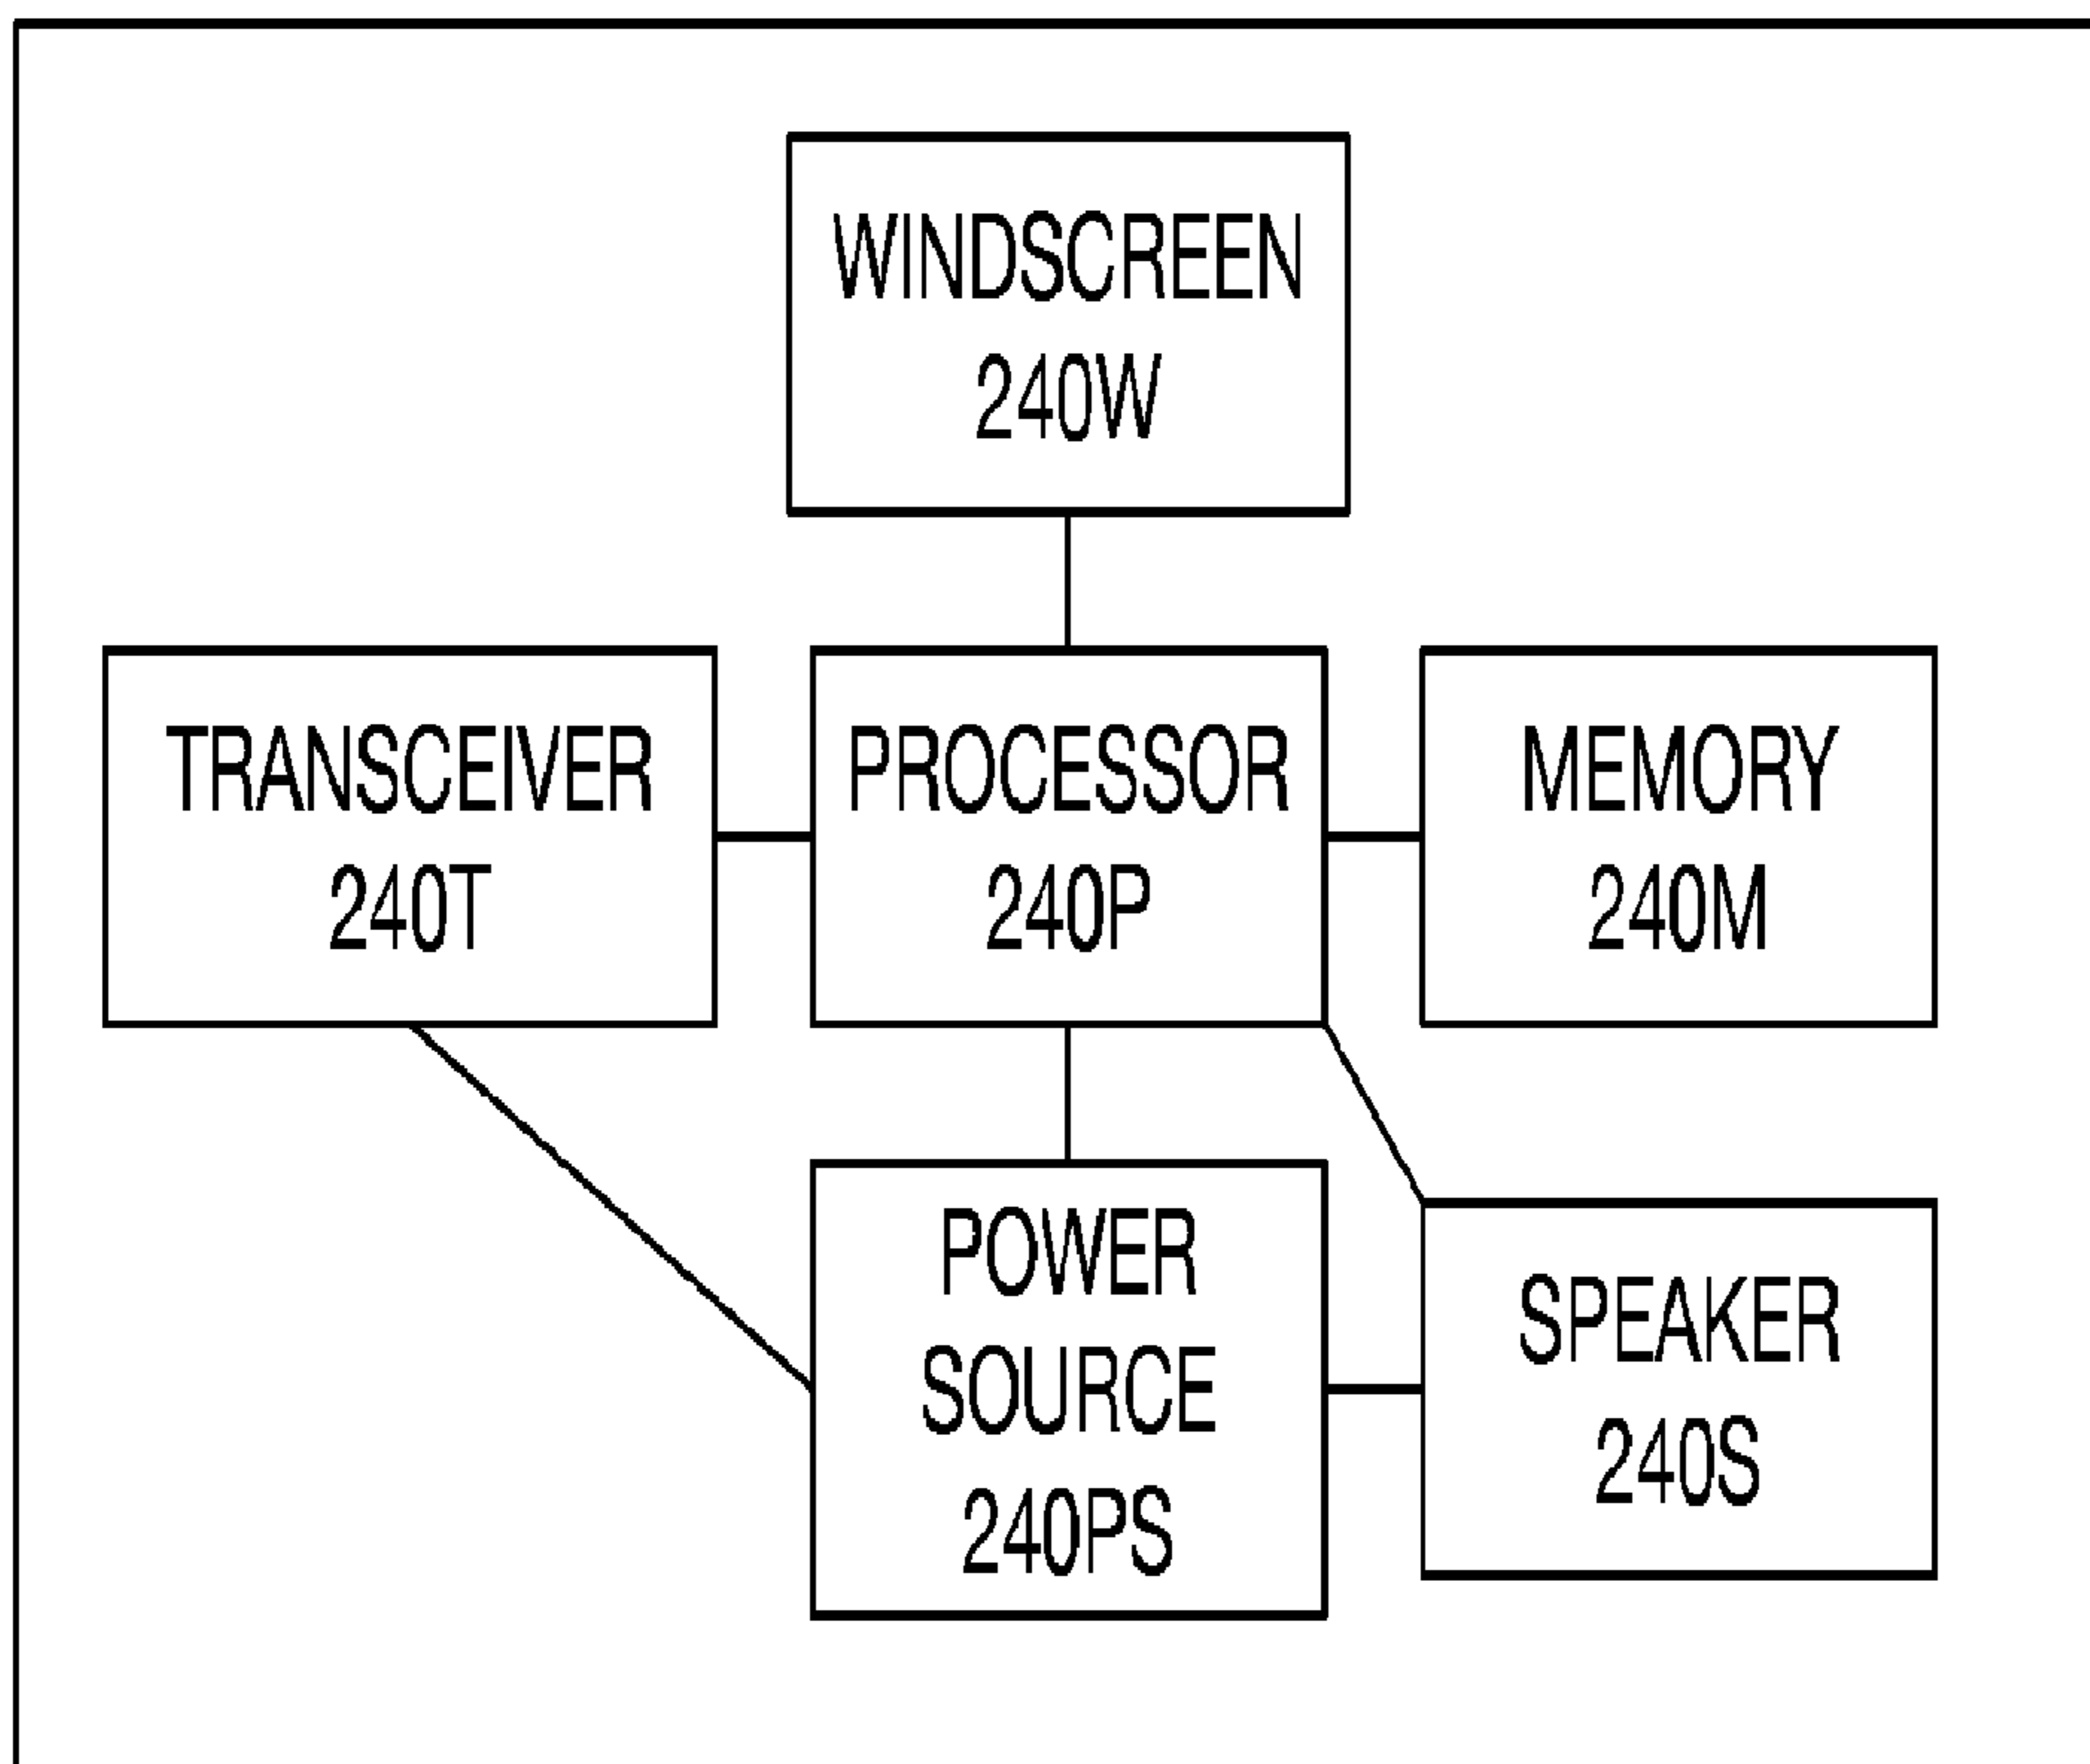 WINDSCREEN
240W
TRANSCEIVER
240T
PROCESSOR
240P
MEMORY
240M
POWER
SOURCE
240PS
SPEAKER
240S